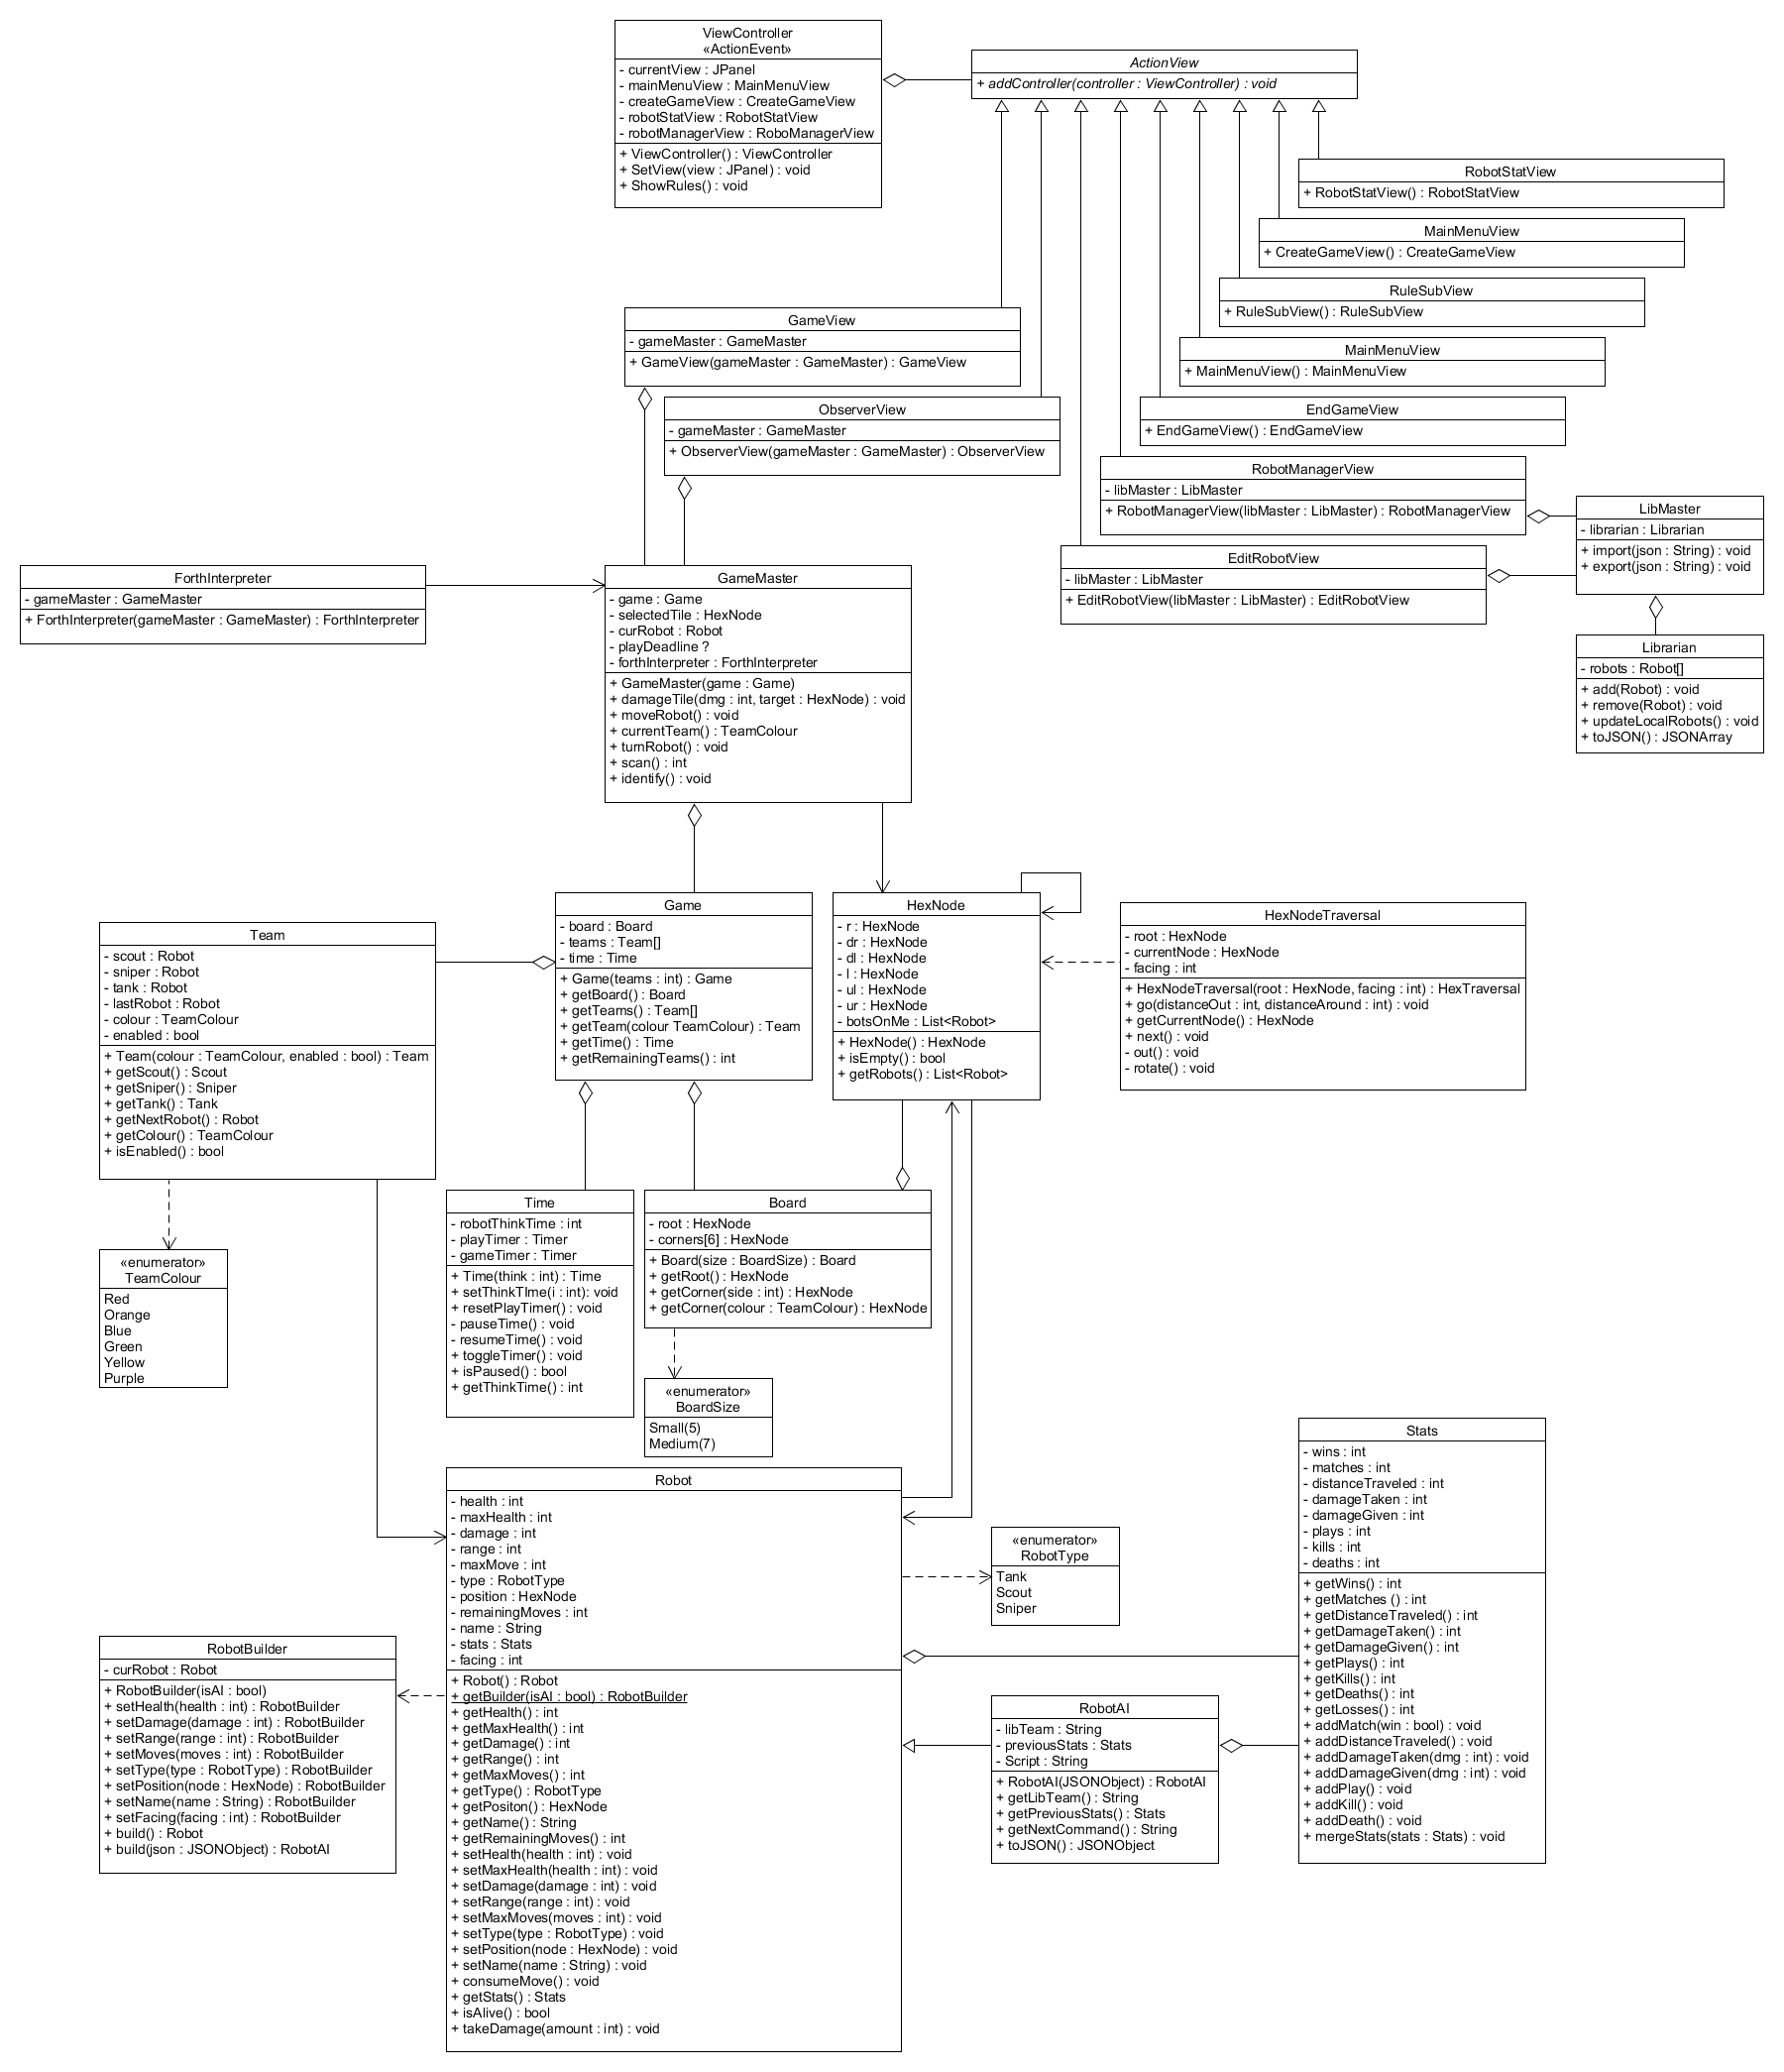 ViewController
«ActionEvent»
- currentView : JPanel
- mainMenuView : MainMenuView
- createGameView : CreateGameView
- robotStatView : RobotStatView
- robotManagerView : RoboManagerView
+ ViewController() : ViewController
+ SetView(view : JPanel) : void
+ ShowRules() : void
ActionView
+ addController(controller : ViewController) : void
RobotStatView
+ RobotStatView() : RobotStatView
MainMenuView
+ CreateGameView() : CreateGameView
RuleSubView
+ RuleSubView() : RuleSubView
MainMenuView
+ MainMenuView() : MainMenuView
EndGameView
+ EndGameView() : EndGameView
RobotManagerView
- libMaster : LibMaster
+ RobotManagerView(libMaster : LibMaster) : RobotManagerView
EditRobotView
- libMaster : LibMaster
+ EditRobotView(libMaster : LibMaster) : EditRobotView
LibMaster
- librarian : Librarian
+ import(json : String) : void
+ export(json : String) : void
Librarian
- robots : Robot[]
+ add(Robot) : void
+ remove(Robot) : void
+ updateLocalRobots() : void
+ toJSON() : JSONArray
GameView
- gameMaster : GameMaster
+ GameView(gameMaster : GameMaster) : GameView
ObserverView
- gameMaster : GameMaster
+ ObserverView(gameMaster : GameMaster) : ObserverView
ForthInterpreter
- gameMaster : GameMaster
+ ForthInterpreter(gameMaster : GameMaster) : ForthInterpreter
GameMaster
- game : Game
- selectedTile : HexNode
- curRobot : Robot
- playDeadline ?
- forthInterpreter : ForthInterpreter
+ GameMaster(game : Game)
+ damageTile(dmg : int, target : HexNode) : void
+ moveRobot() : void
+ currentTeam() : TeamColour
+ turnRobot() : void
+ scan() : int
+ identify() : void
Team
- scout : Robot
- sniper : Robot
- tank : Robot
- lastRobot : Robot
- colour : TeamColour
- enabled : bool
+ Team(colour : TeamColour, enabled : bool) : Team
+ getScout() : Scout
+ getSniper() : Sniper
+ getTank() : Tank
+ getNextRobot() : Robot
+ getColour() : TeamColour
+ isEnabled() : bool
Game
- board : Board
- teams : Team[]
- time : Time
+ Game(teams : int) : Game
+ getBoard() : Board
+ getTeams() : Team[]
+ getTeam(colour TeamColour) : Team
+ getTime() : Time
+ getRemainingTeams() : int
HexNode
- r : HexNode
- dr : HexNode
- dl : HexNode
- l : HexNode
- ul : HexNode
- ur : HexNode
- botsOnMe : List<Robot>
+ HexNode() : HexNode
+ isEmpty() : bool
+ getRobots() : List<Robot>
HexNodeTraversal
- root : HexNode
- currentNode : HexNode
- facing : int
+ HexNodeTraversal(root : HexNode, facing : int) : HexTraversal
+ go(distanceOut : int, distanceAround : int) : void
+ getCurrentNode() : HexNode
+ next() : void
- out() : void
- rotate() : void
«enumerator»
TeamColour
Red
Orange
Blue
Green
Yellow
Purple
Time
- robotThinkTime : int
- playTimer : Timer
- gameTimer : Timer
+ Time(think : int) : Time
+ setThinkTIme(i : int): void
+ resetPlayTimer() : void
- pauseTime() : void
- resumeTime() : void
+ toggleTimer() : void
+ isPaused() : bool
+ getThinkTime() : int
Board
- root : HexNode
- corners[6] : HexNode
+ Board(size : BoardSize) : Board
+ getRoot() : HexNode
+ getCorner(side : int) : HexNode
+ getCorner(colour : TeamColour) : HexNode
«enumerator»
BoardSize
Small(5)
Medium(7)
Robot
- health : int
- maxHealth : int
- damage : int
- range : int
- maxMove : int
- type : RobotType
- position : HexNode
- remainingMoves : int
- name : String
- stats : Stats
- facing : int
+ Robot() : Robot
+ getBuilder(isAI : bool) : RobotBuilder
+ getHealth() : int
+ getMaxHealth() : int
+ getDamage() : int
+ getRange() : int
+ getMaxMoves() : int
+ getType() : RobotType
+ getPositon() : HexNode
+ getName() : String
+ getRemainingMoves() : int
+ setHealth(health : int) : void
+ setMaxHealth(health : int) : void
+ setDamage(damage : int) : void
+ setRange(range : int) : void
+ setMaxMoves(moves : int) : void
+ setType(type : RobotType) : void
+ setPosition(node : HexNode) : void
+ setName(name : String) : void
+ consumeMove() : void
+ getStats() : Stats
+ isAlive() : bool
+ takeDamage(amount : int) : void
RobotBuilder
- curRobot : Robot
+ RobotBuilder(isAI : bool)
+ setHealth(health : int) : RobotBuilder
+ setDamage(damage : int) : RobotBuilder
+ setRange(range : int) : RobotBuilder
+ setMoves(moves : int) : RobotBuilder
+ setType(type : RobotType) : RobotBuilder
+ setPosition(node : HexNode) : RobotBuilder
+ setName(name : String) : RobotBuilder
+ setFacing(facing : int) : RobotBuilder
+ build() : Robot
+ build(json : JSONObject) : RobotAI
«enumerator»
RobotType
Tank
Scout
Sniper
RobotAI
- libTeam : String
- previousStats : Stats
- Script : String
+ RobotAI(JSONObject) : RobotAI
+ getLibTeam() : String
+ getPreviousStats() : Stats
+ getNextCommand() : String
+ toJSON() : JSONObject
Stats
- wins : int
- matches : int
- distanceTraveled : int
- damageTaken : int
- damageGiven : int
- plays : int
- kills : int
- deaths : int
+ getWins() : int
+ getMatches () : int
+ getDistanceTraveled() : int
+ getDamageTaken() : int
+ getDamageGiven() : int
+ getPlays() : int
+ getKills() : int
+ getDeaths() : int
+ getLosses() : int
+ addMatch(win : bool) : void
+ addDistanceTraveled() : void
+ addDamageTaken(dmg : int) : void
+ addDamageGiven(dmg : int) : void
+ addPlay() : void
+ addKill() : void
+ addDeath() : void
+ mergeStats(stats : Stats) : void